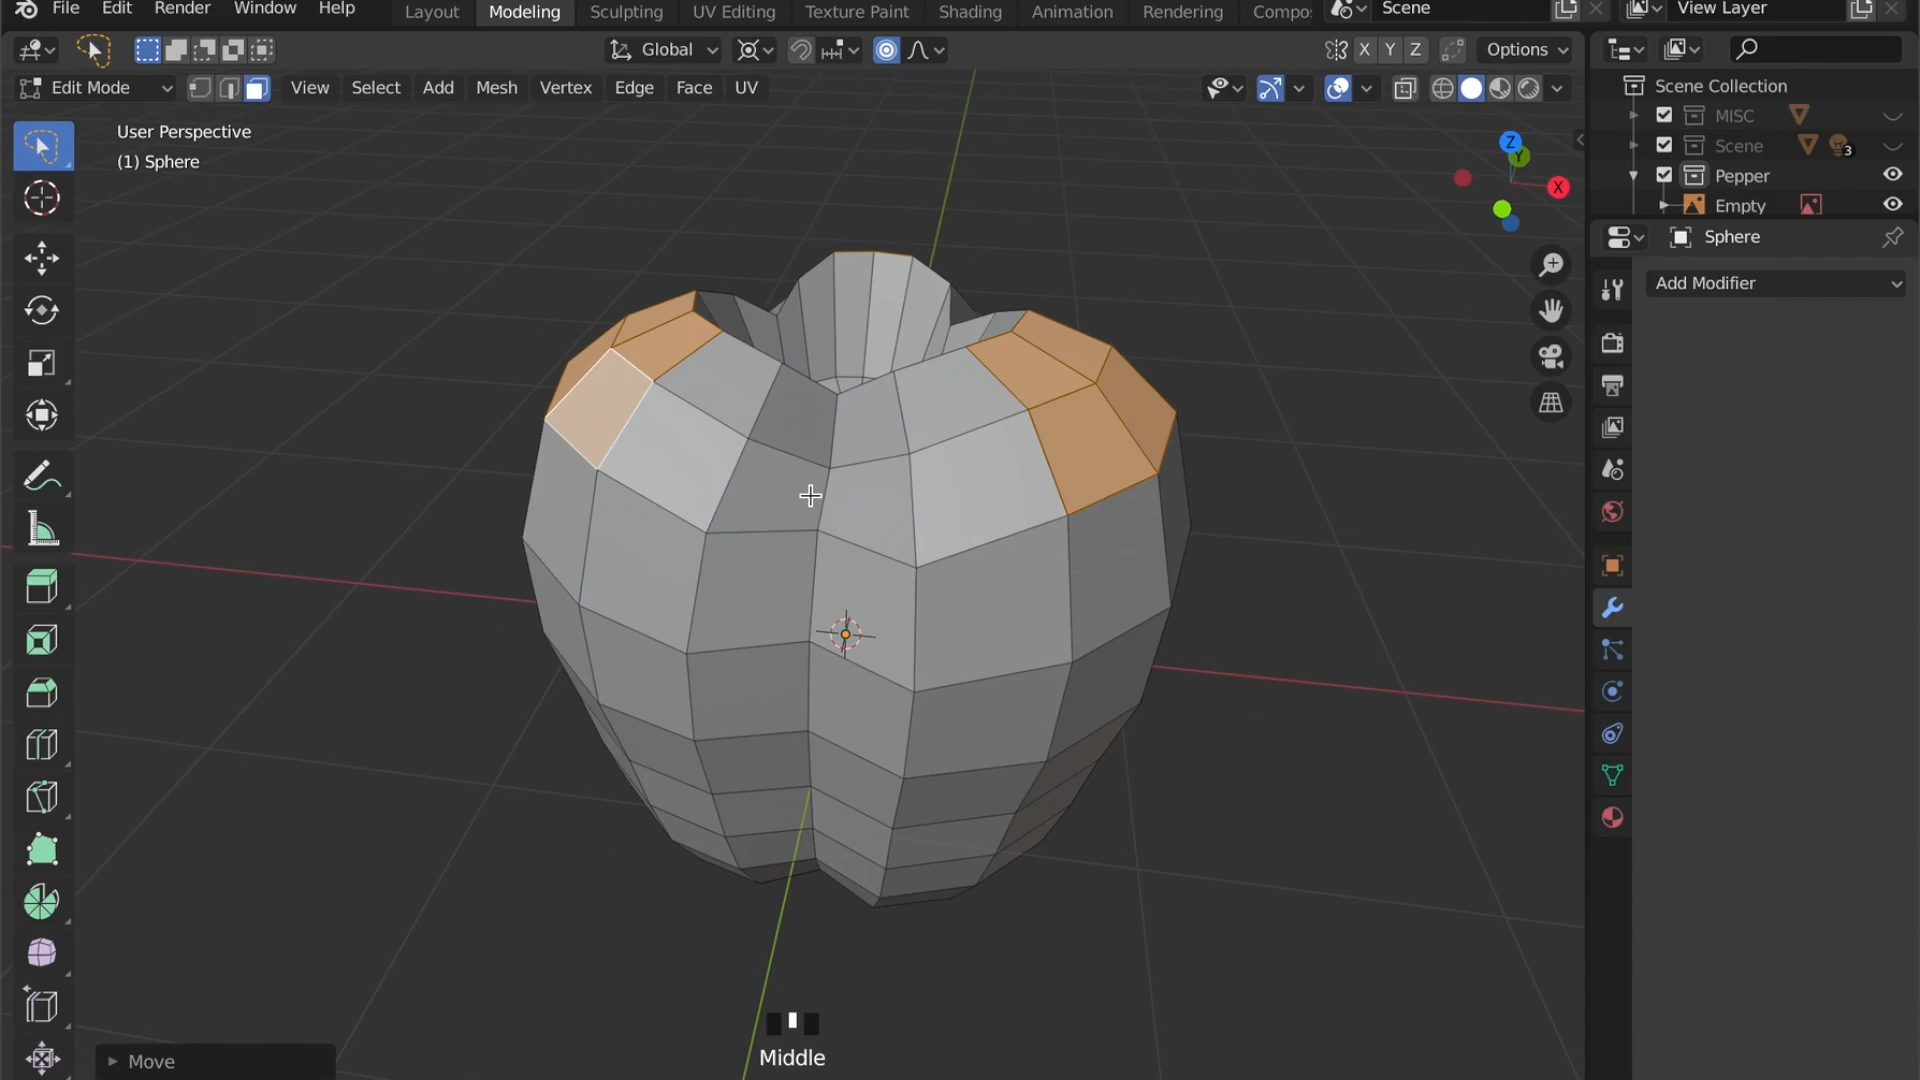 File Edit Render Window Help Layout Modeling Sculpting UV Editing Texture Paint Shading Animation Rendering Compo Scene View Layer
Global X Y Z Options
Edit Mode View Select Add Mesh Vertex Edge Face UV
User Perspective
(1) Sphere
Z
Y
X
Scene Collection
MISC
Scene 3
Pepper
Empty
Sphere
Add Modifier
Move
Middle